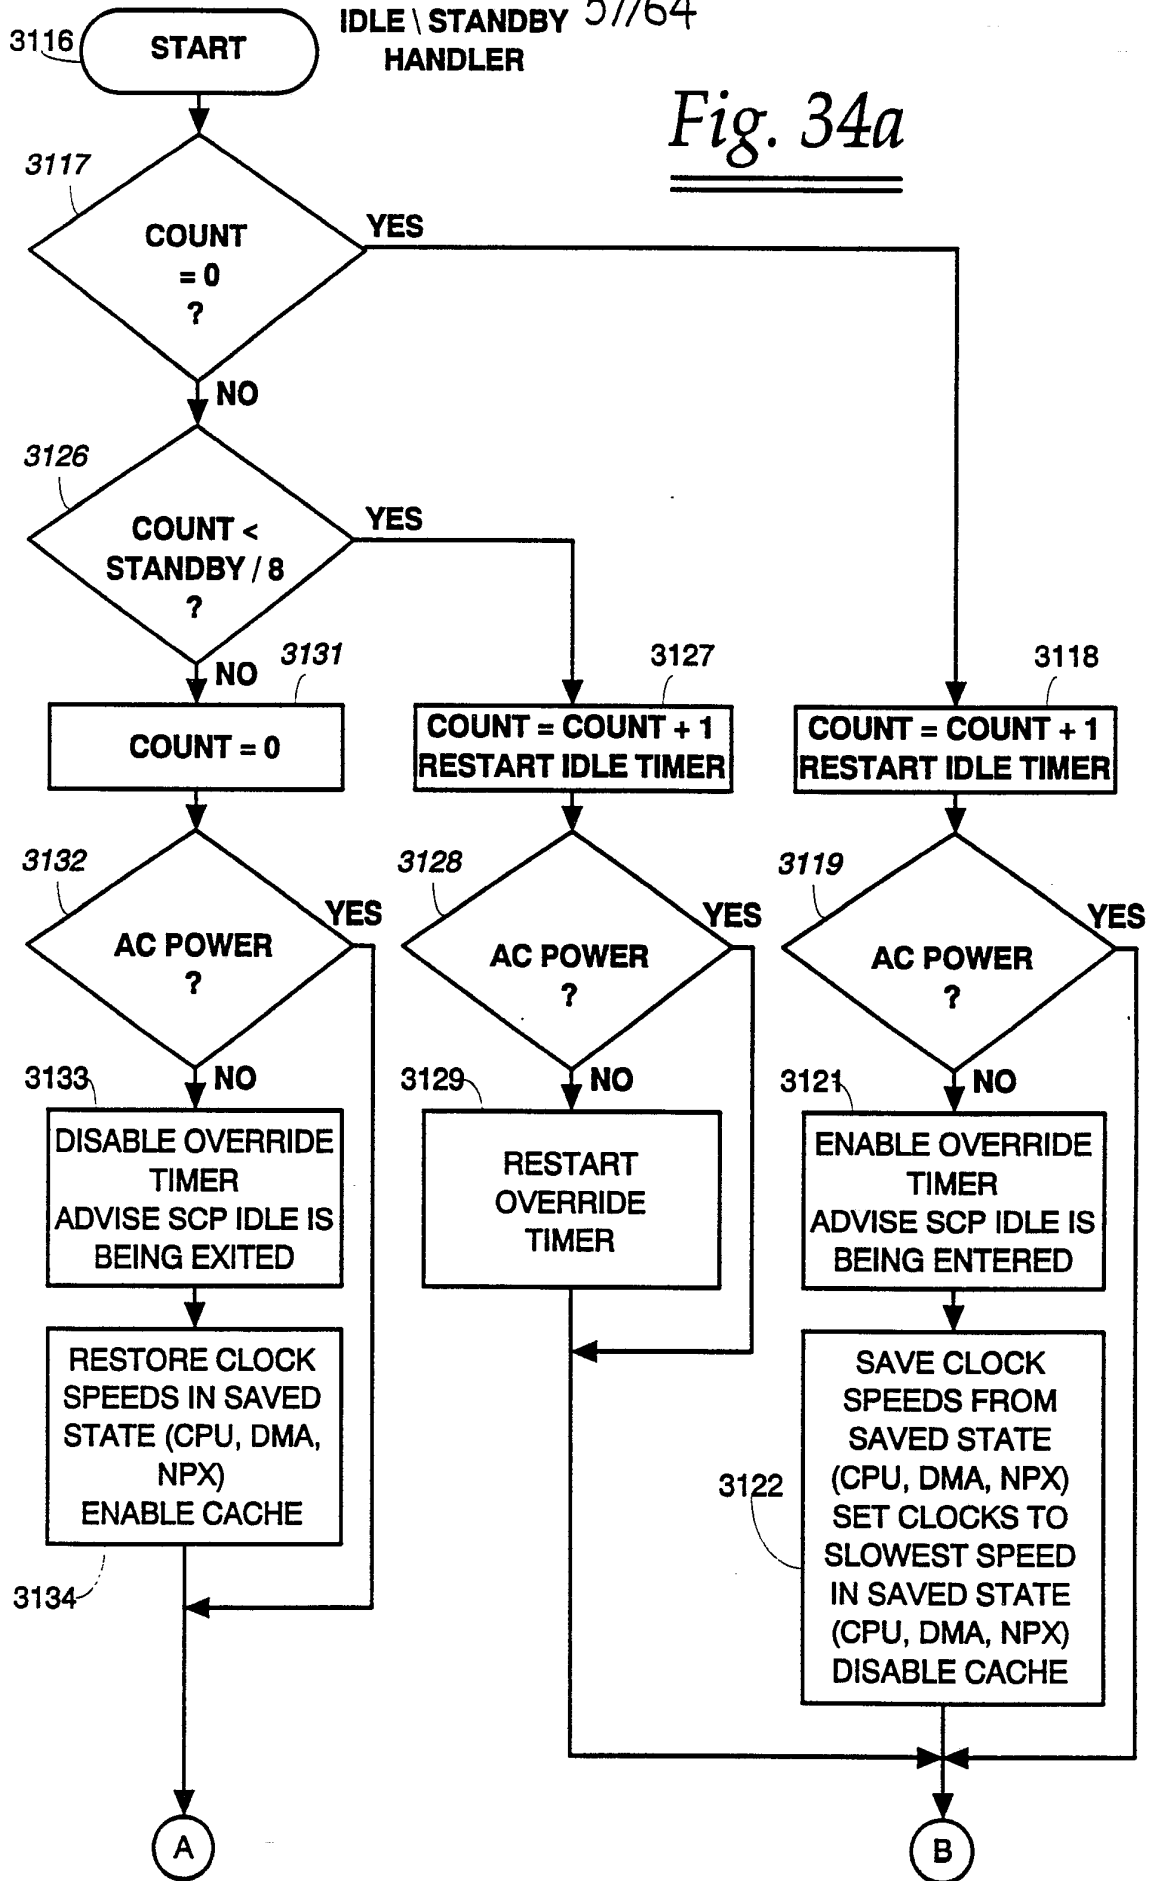 IDLE \ STANDBY 57/64
HANDLER
Fig. 34a
3116
START
3117
COUNT
= 0
?
YES
NO
3126
COUNT <
STANDBY / 8
?
YES
NO
3131
COUNT = 0
3127
COUNT = COUNT + 1
RESTART IDLE TIMER
3118
COUNT = COUNT + 1
RESTART IDLE TIMER
3132
AC POWER
?
YES
NO
3128
AC POWER
?
YES
NO
3119
AC POWER
?
YES
NO
3133
DISABLE OVERRIDE
TIMER
ADVISE SCP IDLE IS
BEING EXITED
3129
RESTART
OVERRIDE
TIMER
3121
ENABLE OVERRIDE
TIMER
ADVISE SCP IDLE IS
BEING ENTERED
RESTORE CLOCK
SPEEDS IN SAVED
STATE (CPU, DMA,
NPX)
ENABLE CACHE
3134
3122
SAVE CLOCK
SPEEDS FROM
SAVED STATE
(CPU, DMA, NPX)
SET CLOCKS TO
SLOWEST SPEED
IN SAVED STATE
(CPU, DMA, NPX)
DISABLE CACHE
A
B